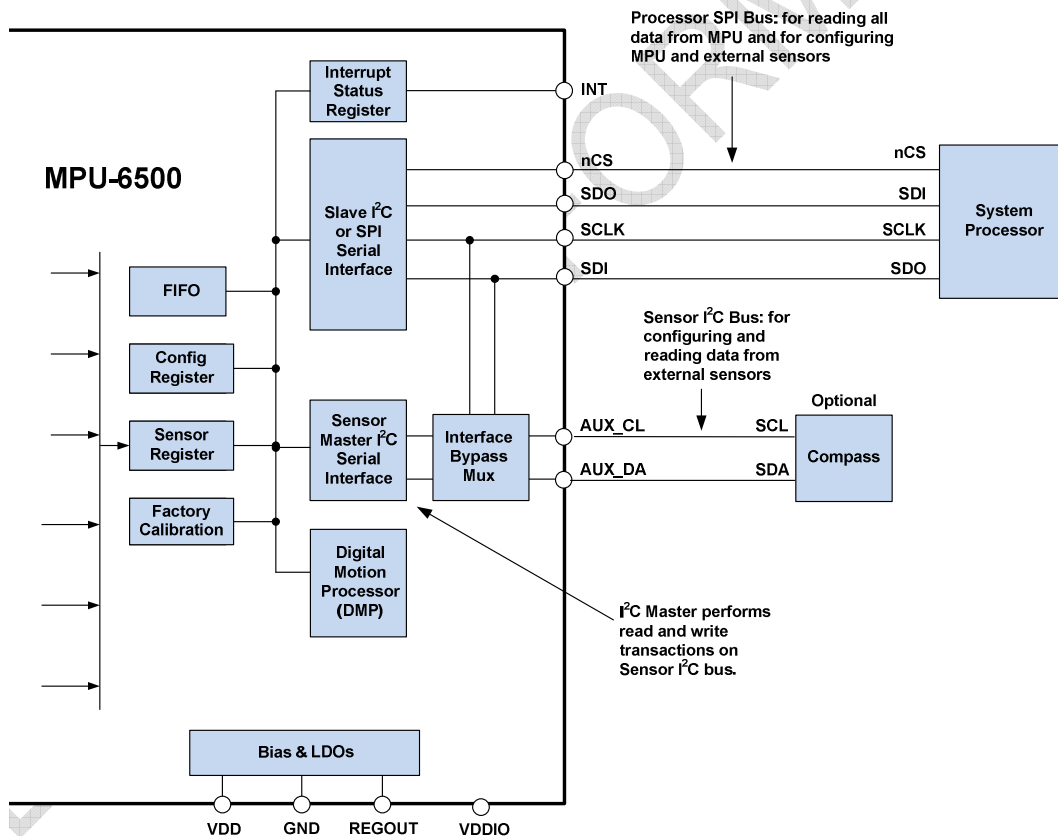 Processor SPI Bus: for reading all
data from MPU and for configuring
MPU and external sensors
Interrupt
Status
Register
INT
MPU-6500
Slave I²C
or SPI
Serial
Interface
nCS
nCS
SDO
SDI
SCLK
SCLK
SDI
SDO
System
Processor
FIFO
Config
Register
Sensor
Register
Factory
Calibration
Sensor I²C Bus: for
configuring and
reading data from
external sensors
Sensor
Master I²C
Serial
Interface
Interface
Bypass
Mux
AUX_CL
SCL
AUX_DA
SDA
Optional
Compass
Digital
Motion
Processor
(DMP)
I²C Master performs
read and write
transactions on
Sensor I²C bus.
Bias & LDOs
VDD
GND
REGOUT
VDDIO
ORM